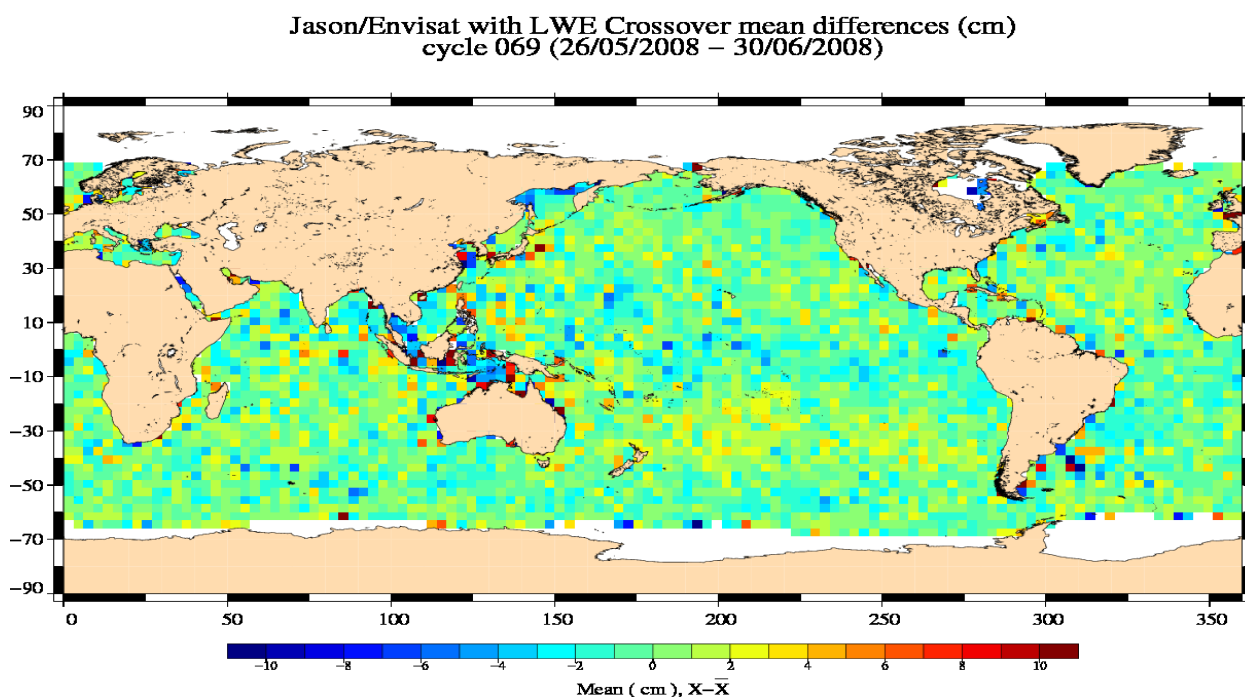 Jason/Envisat with LWE Crossover mean differences (cm)
cycle 069 (26/05/2008 – 30/06/2008)
90
70
50
30
10
−10
−30
−50
−70
−90
0 50 100 150 200 250 300 350
−10 −8 −6 −4 −2 0 2 4 6 8 10
Mean ( cm ), X−X̅